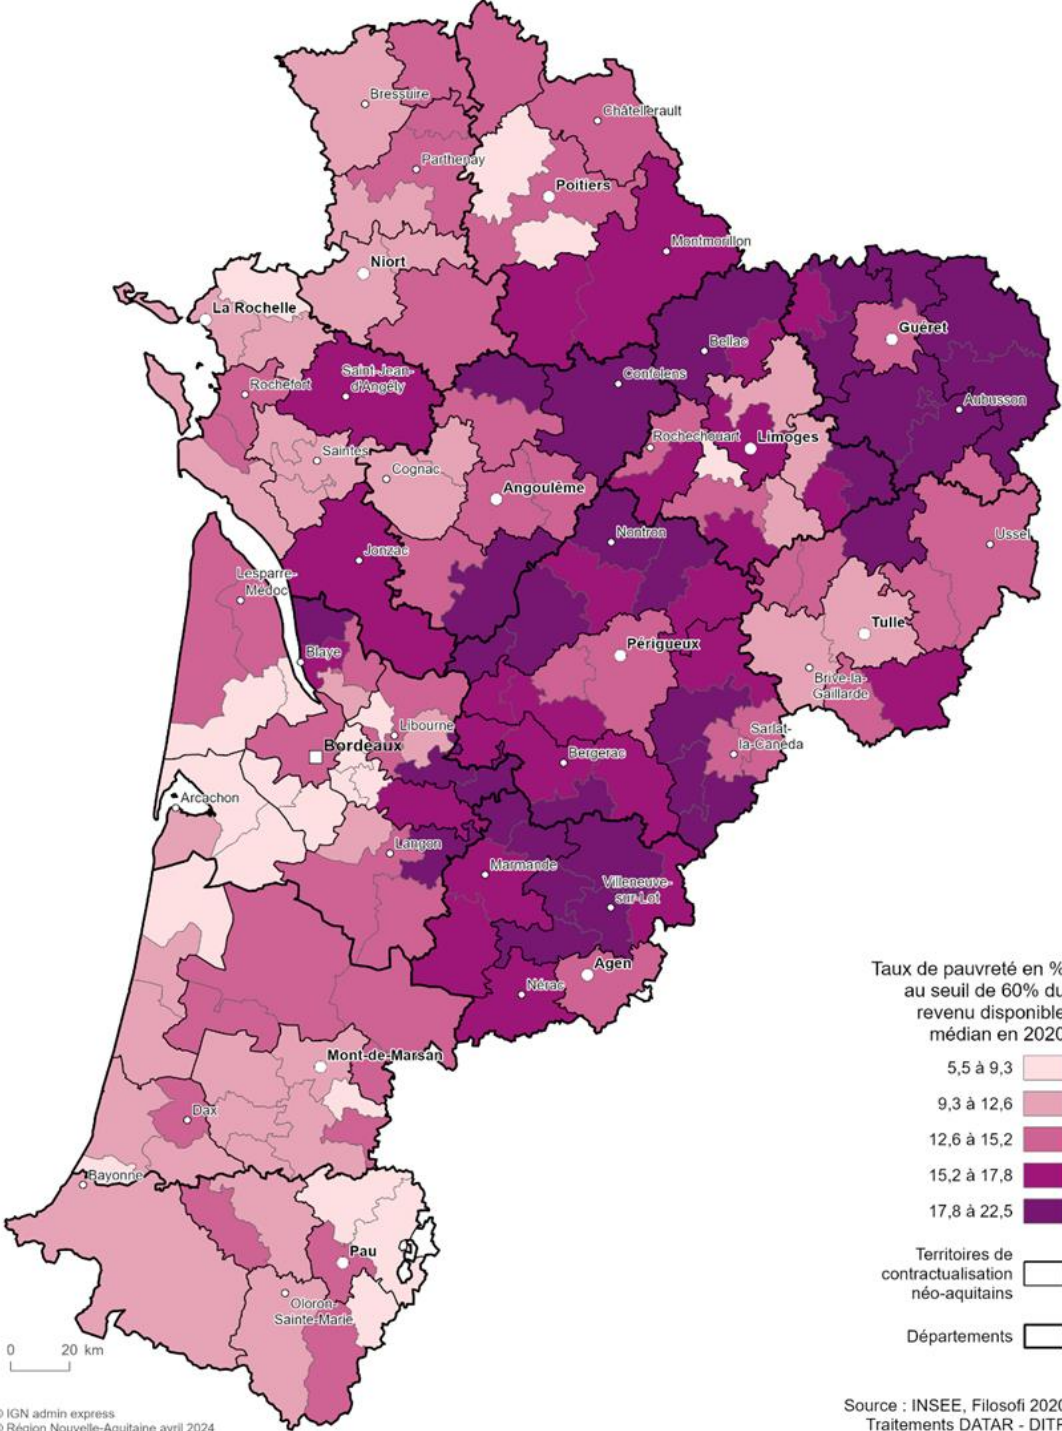 Bressuire
Châtellerault
Parthenay
Poitiers
Montmorillon
Niort
La Rochelle
Guéret
Bellac
Saint-Jean-
d'Angély
Confolens
Rochefort
Aubusson
Rochechouart
Limoges
Saintes
Cognac
Angoulême
Nontron
Ussel
Jonzac
Lesparre-
Médoc
Tulle
Périgueux
Blaye
Brive-la-
Gaillarde
Libourne
Sarlat-
la-Canéda
Bordeaux
Bergerac
Arcachon
Langon
Marmande
Villeneuve-
sur-Lot
Agen
Nérac
Mont-de-Marsan
Dax
Bayonne
Pau
Oloron-
Sainte-Marie
Taux de pauvreté en %
au seuil de 60% du
revenu disponible
médian en 2020
5,5 à 9,3
9,3 à 12,6
12,6 à 15,2
15,2 à 17,8
17,8 à 22,5
Territoires de
contractualisation
néo-aquitains
Départements
0 20 km
© IGN admin express
© Région Nouvelle-Aquitaine avril 2024
Source : INSEE, Filosofi 2020
Traitements DATAR - DITP